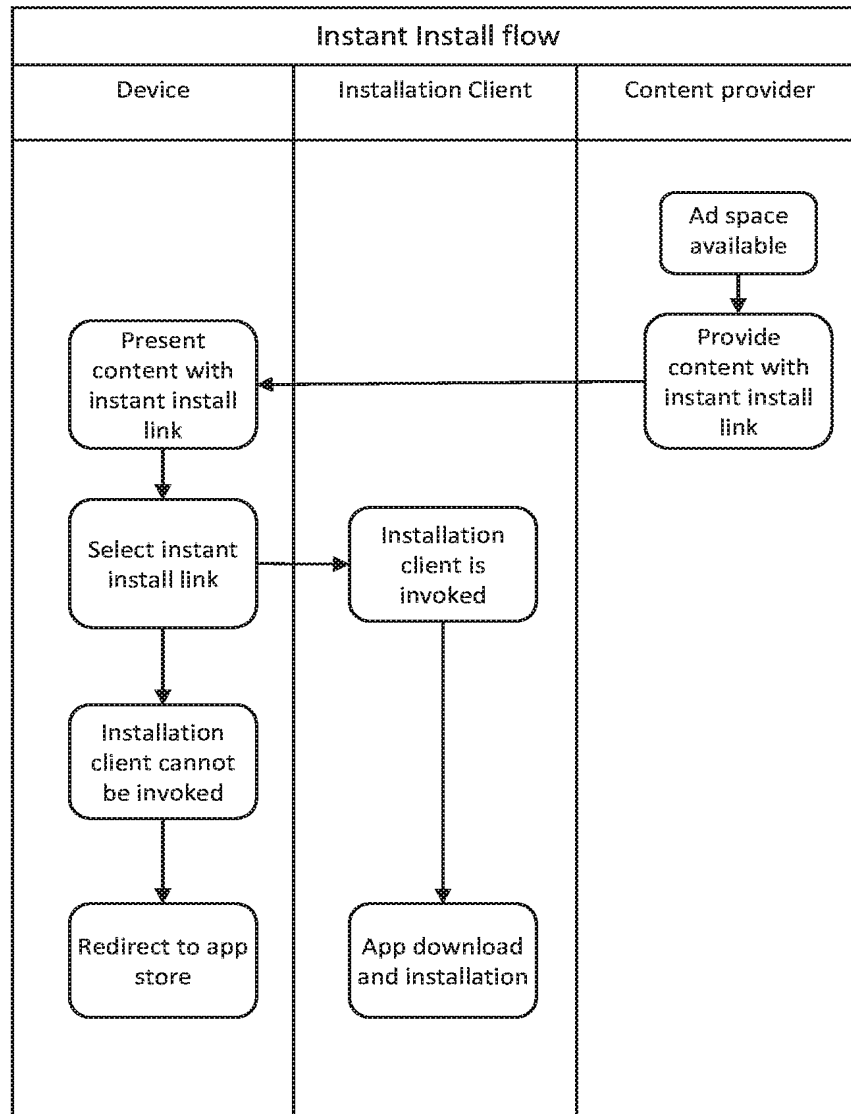 Instant Install flow
Device
Installation Client
Content provider
Ad space
available
Provide
content with
instant install
link
Present
content with
instant install
link
Select instant
install link
Installation
client is
invoked
Installation
client cannot
be invoked
Redirect to app
store
App download
and installation